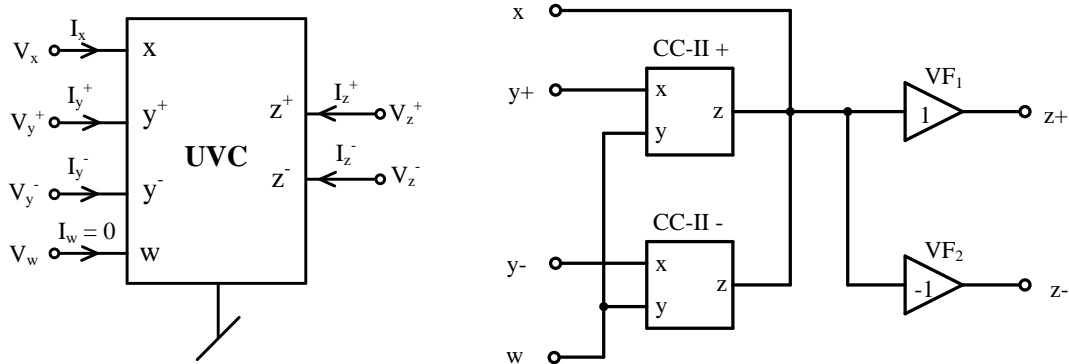 I_x
V_x
x
I_y^+
V_y^+
y^+
I_y^-
V_y^-
y^-
I_w = 0
V_w
w
UVC
I_z^+
z^+
V_z^+
I_z^-
z^-
V_z^-
x
CC-II +
y+
x
y
z
VF_1
1
z+
CC-II -
y-
x
y
z
VF_2
-1
z-
w